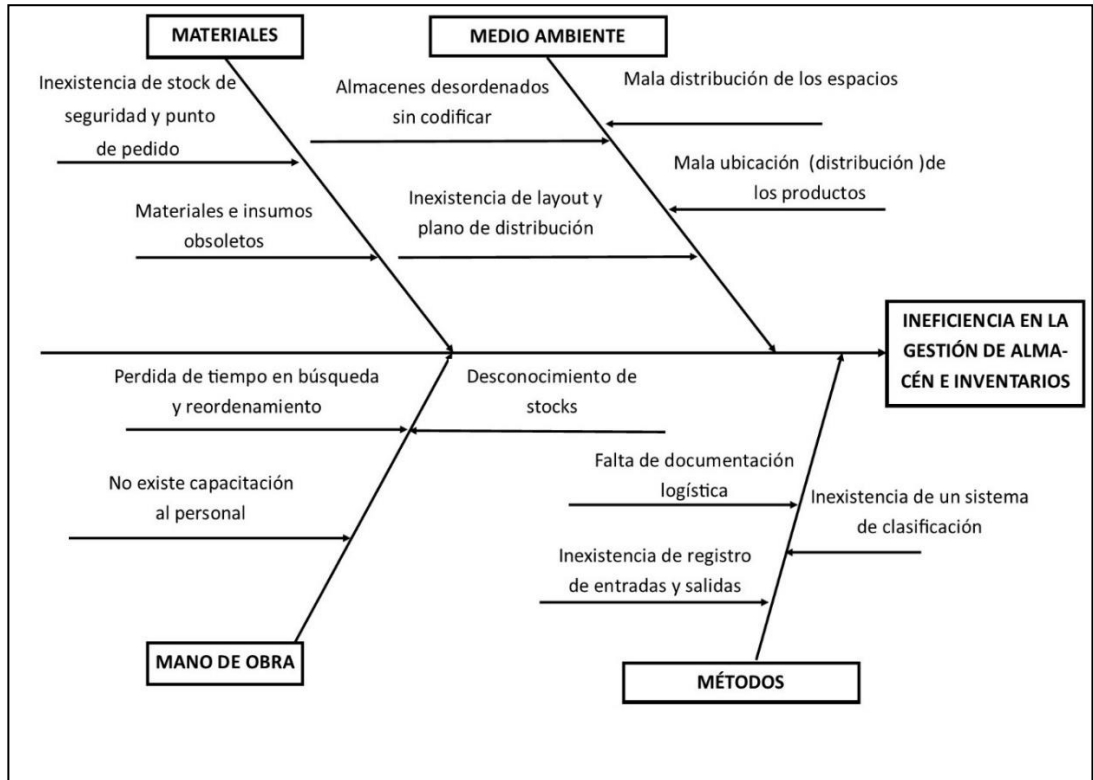 MATERIALES
MEDIO AMBIENTE
Inexistencia de stock de
seguridad y punto
de pedido
Almacenes desordenados
sin codificar
Mala distribución de los espacios
Mala ubicación (distribución )de
los productos
Materiales e insumos
obsoletos
Inexistencia de layout y
plano de distribución
INEFICIENCIA EN LA
GESTIÓN DE ALMA-
CÉN E INVENTARIOS
Perdida de tiempo en búsqueda
y reordenamiento
Desconocimiento de
stocks
No existe capacitación
al personal
Falta de documentación
logística
Inexistencia de un sistema
de clasificación
Inexistencia de registro
de entradas y salidas
MANO DE OBRA
MÉTODOS